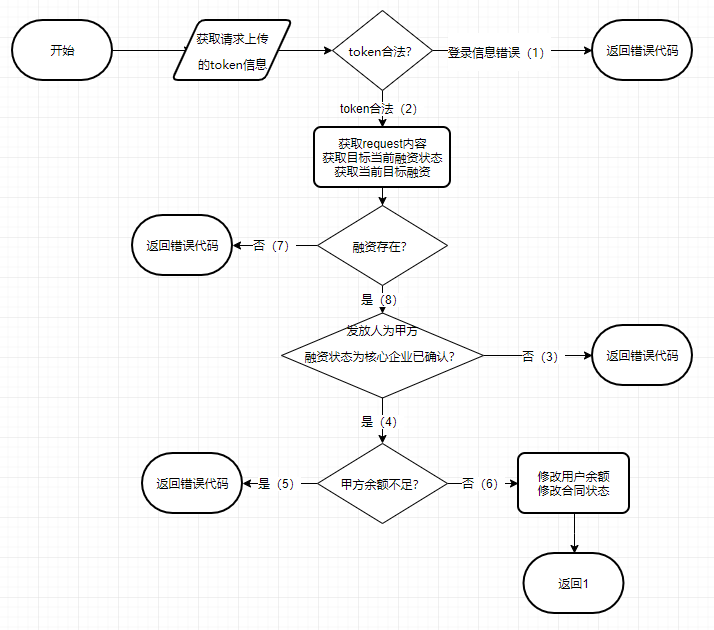 开始
获取请求上传
的token信息
token合法？
登录信息错误（1）
返回错误代码
token合法（2）
获取request内容
获取目标当前融资状态
获取当前目标融资
返回错误代码
否（7）
融资存在？
是（8）
发放人为甲方
融资状态为核心企业已确认？
否（3）
返回错误代码
是（4）
返回错误代码
是（5）
甲方余额不足？
否（6）
修改用户余额
修改合同状态
返回1